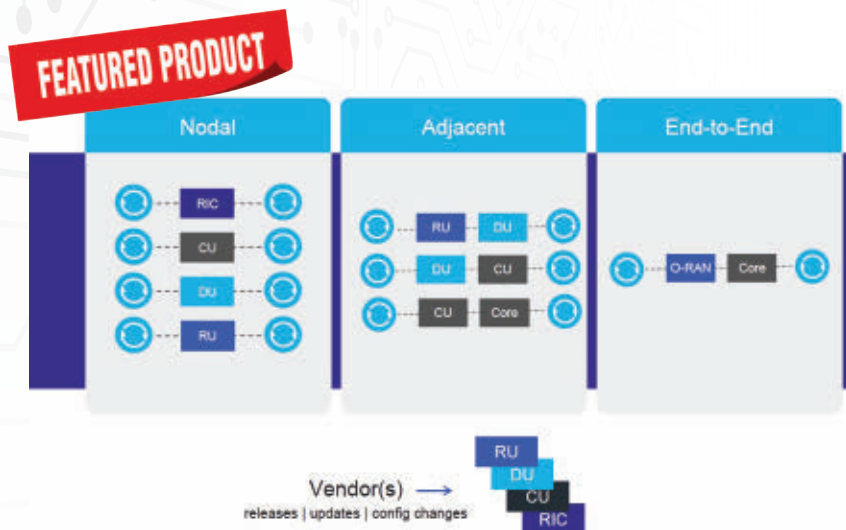 FEATURED PRODUCT
Nodal
RIC
CU
DU
RU
Adjacent
RU DU
DU CU
CU Core
End-to-End
O-RAN Core
Vendor(s) →
releases | updates | config changes
RU
DU
CU
RIC